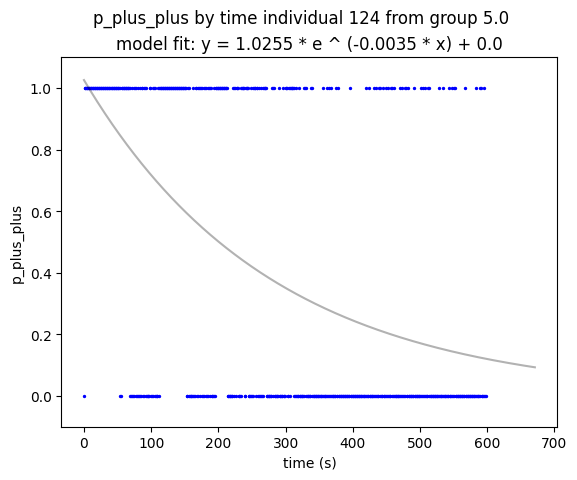 p_plus_plus by time individual 124 from group 5.0
model fit: y = 1.0255 * e ^ (-0.0035 * x) + 0.0
1.0
0.8
0.6
0.4
0.2
0.0
p_plus_plus
0 100 200 300 400 500 600 700
time (s)